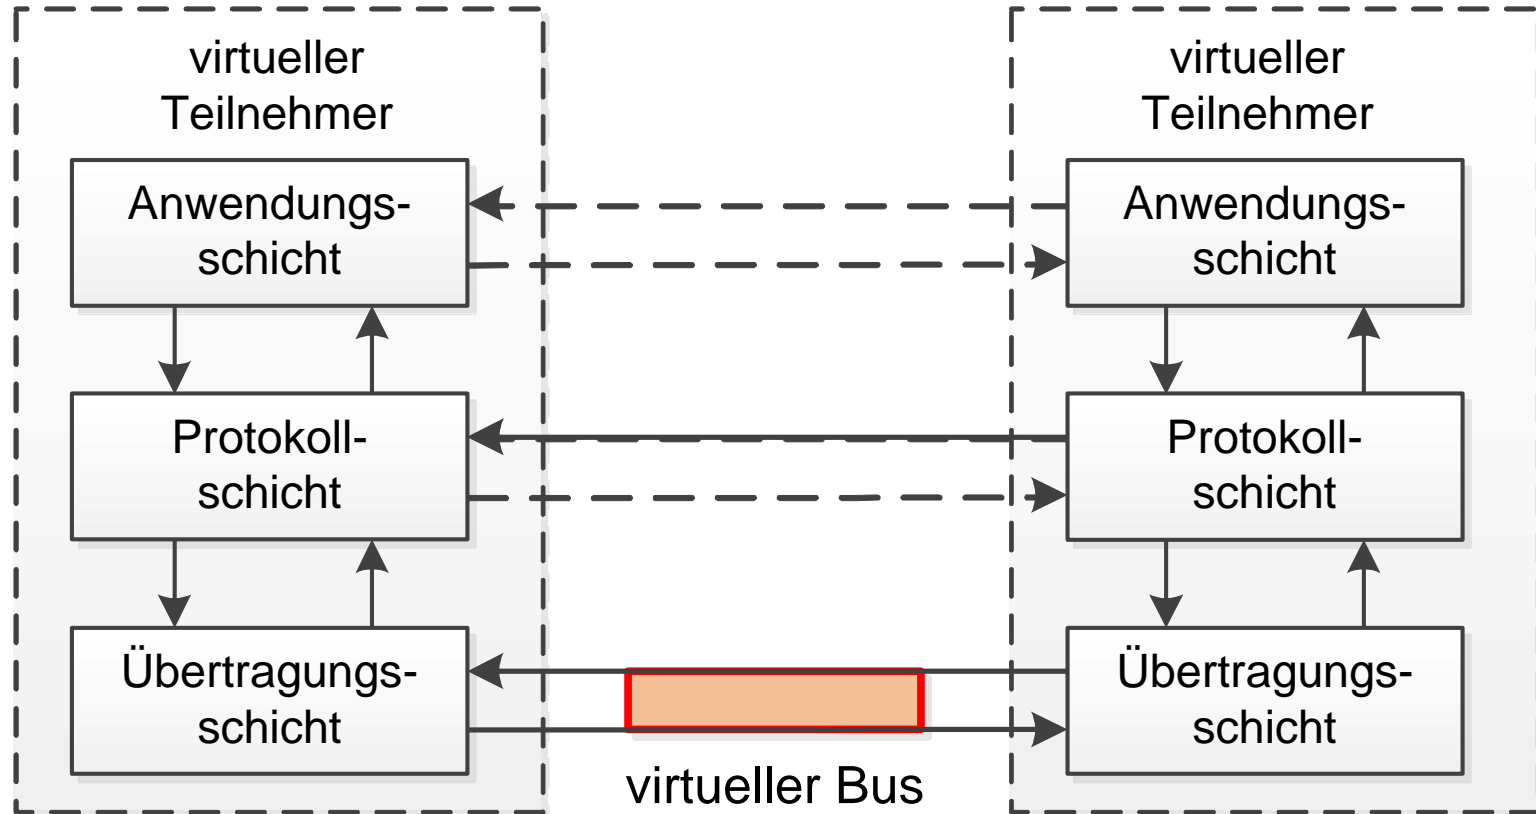 virtueller
Teilnehmer
Anwendungs-
schicht
Protokoll-
schicht
Übertragungs-
schicht
virtueller Bus
virtueller
Teilnehmer
Anwendungs-
schicht
Protokoll-
schicht
Übertragungs-
schicht